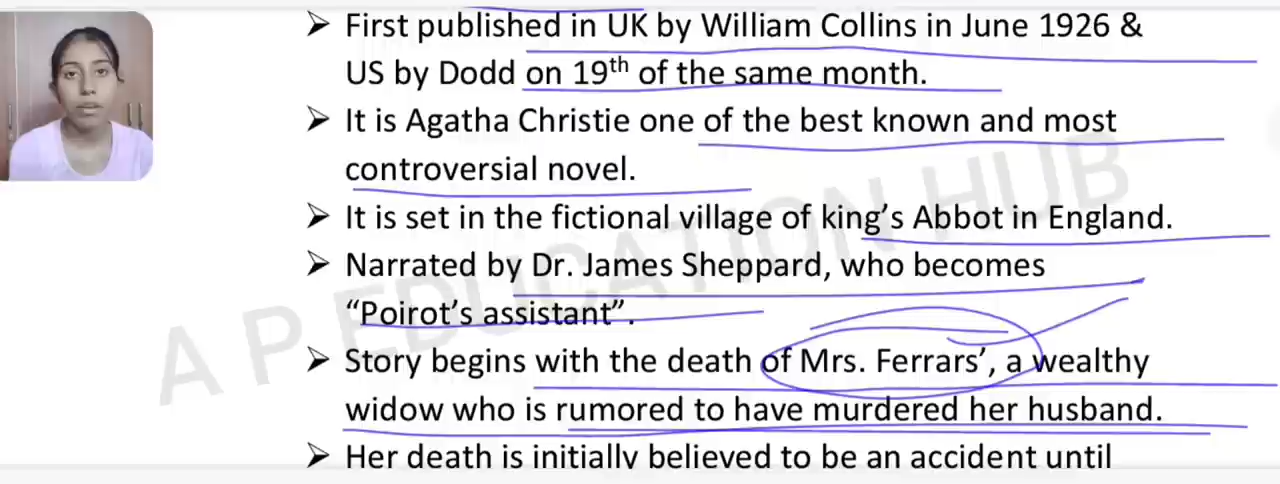 ➢ First published in UK by William Collins in June 1926 &
US by Dodd on 19th of the same month.
➢ It is Agatha Christie one of the best known and most
controversial novel.
➢ It is set in the fictional village of king's Abbot in England.
➢ Narrated by Dr. James Sheppard, who becomes
“Poirot's assistant”.
➢ Story begins with the death of Mrs. Ferrars', a wealthy
widow who is rumored to have murdered her husband.
➢ Her death is initially believed to be an accident until
A P EDUCATION HUB